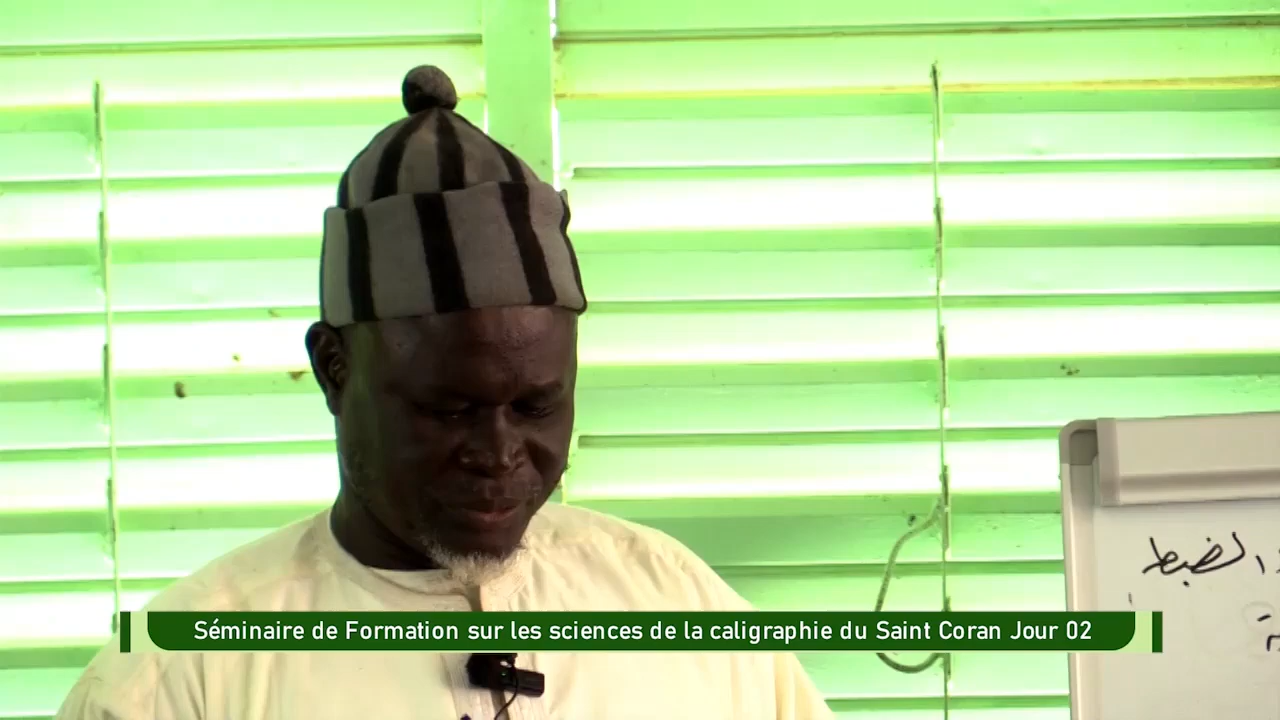 الضبط
Séminaire de Formation sur les sciences de la caligraphie du Saint Coran Jour 02